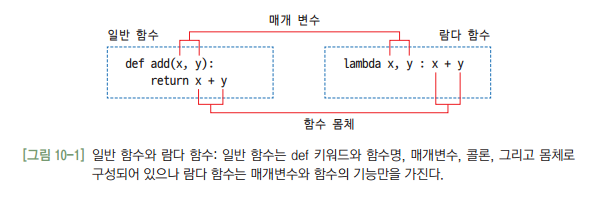 매개 변수
일반 함수
람다 함수
def add(x, y):
return x + y
lambda x, y : x + y
함수 몸체
[그림 10-1] 일반 함수와 람다 함수: 일반 함수는 def 키워드와 함수명, 매개변수, 콜론, 그리고 몸체로
구성되어 있으나 람다 함수는 매개변수와 함수의 기능만을 가진다.